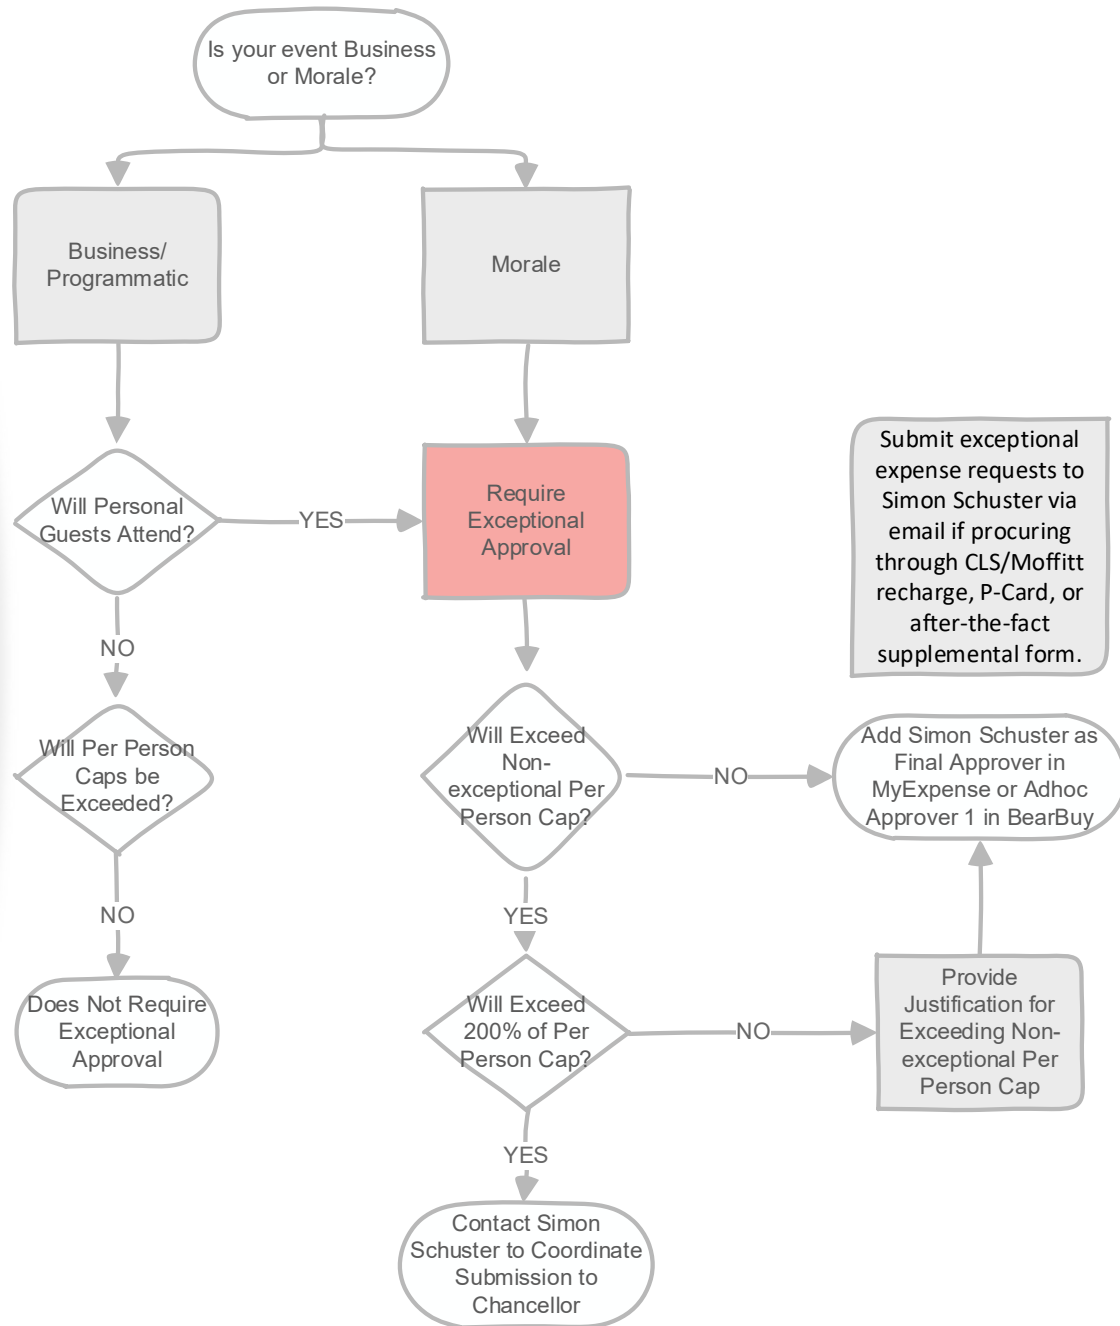 Is your event Business
or Morale?
Business/
Programmatic
Morale
Will Personal
Guests Attend?
YES
Require
Exceptional
Approval
Submit exceptional
expense requests to
Simon Schuster via
email if procuring
through CLS/Moffitt
recharge, P-Card, or
after-the-fact
supplemental form.
NO
Will Per Person
Caps be
Exceeded?
Will Exceed
Non-
exceptional Per
Person Cap?
NO
Add Simon Schuster as
Final Approver in
MyExpense or Adhoc
Approver 1 in BearBuy
NO
YES
Does Not Require
Exceptional
Approval
Will Exceed
200% of Per
Person Cap?
NO
Provide
Justification for
Exceeding Non-
exceptional Per
Person Cap
YES
Contact Simon
Schuster to Coordinate
Submission to
Chancellor